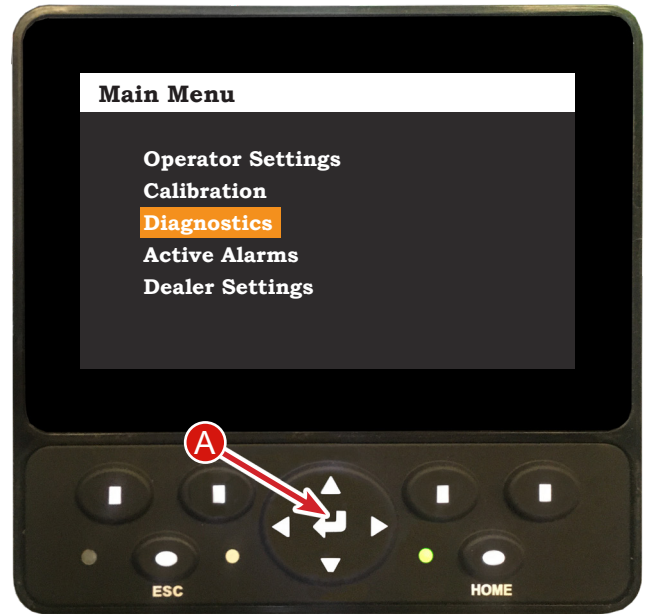 Main Menu
Operator Settings
Calibration
Diagnostics
Active Alarms
Dealer Settings
A
ESC
HOME